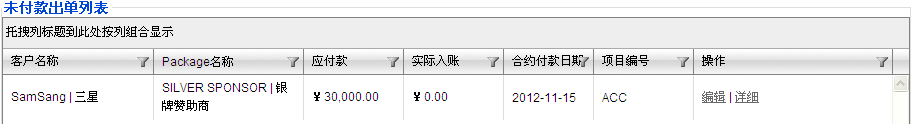 未付款出单列表
托拽列标题到此处按列组合显示
客户名称 Package名称 应付款 实际入账 合约付款日期 项目编号 操作
SamSang | 三星 SILVER SPONSOR | 银 ¥ 30,000.00 ¥ 0.00 2012-11-15 ACC 编辑 | 详细
牌赞助商